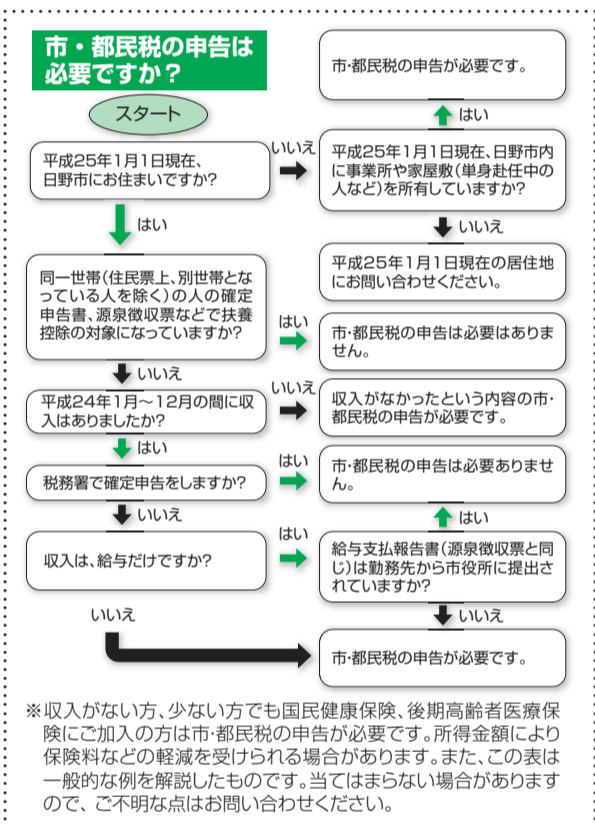 市・都民税の申告は
必要ですか？
スタート
平成25年1月1日現在、
日野市にお住まいですか？
いいえ
はい
平成25年1月1日現在、日野市内
に事業所や家屋敷（単身赴任中の
人など）を所有していますか？
はい
市・都民税の申告が必要です。
いいえ
平成25年1月1日現在の居住地
にお問い合わせください。
同一世帯（住民票上、別世帯とな
っている人を除く）の人の確定
申告書、源泉徴収票などで扶養
控除の対象になっていますか？
はい
市・都民税の申告は必要はありま
せん。
いいえ
平成24年1月～12月の間に収
入はありましたか？
いいえ
収入がなかったという内容の市・
都民税の申告が必要です。
はい
税務署で確定申告をしますか？
はい
市・都民税の申告は必要ありませ
ん。
いいえ
収入は、給与だけですか？
はい
給与支払報告書（源泉徴収票と同
じ）は勤務先から市役所に提出さ
れていますか？
はい
いいえ
いいえ
市・都民税の申告が必要です。
※収入がない方、少ない方でも国民健康保険、後期高齢者医療保
険にご加入の方は市・都民税の申告が必要です。所得金額により
保険料などの軽減を受けられる場合があります。また、この表は
一般的な例を解説したものです。当てはまらない場合があります
ので、ご不明な点はお問い合わせください。